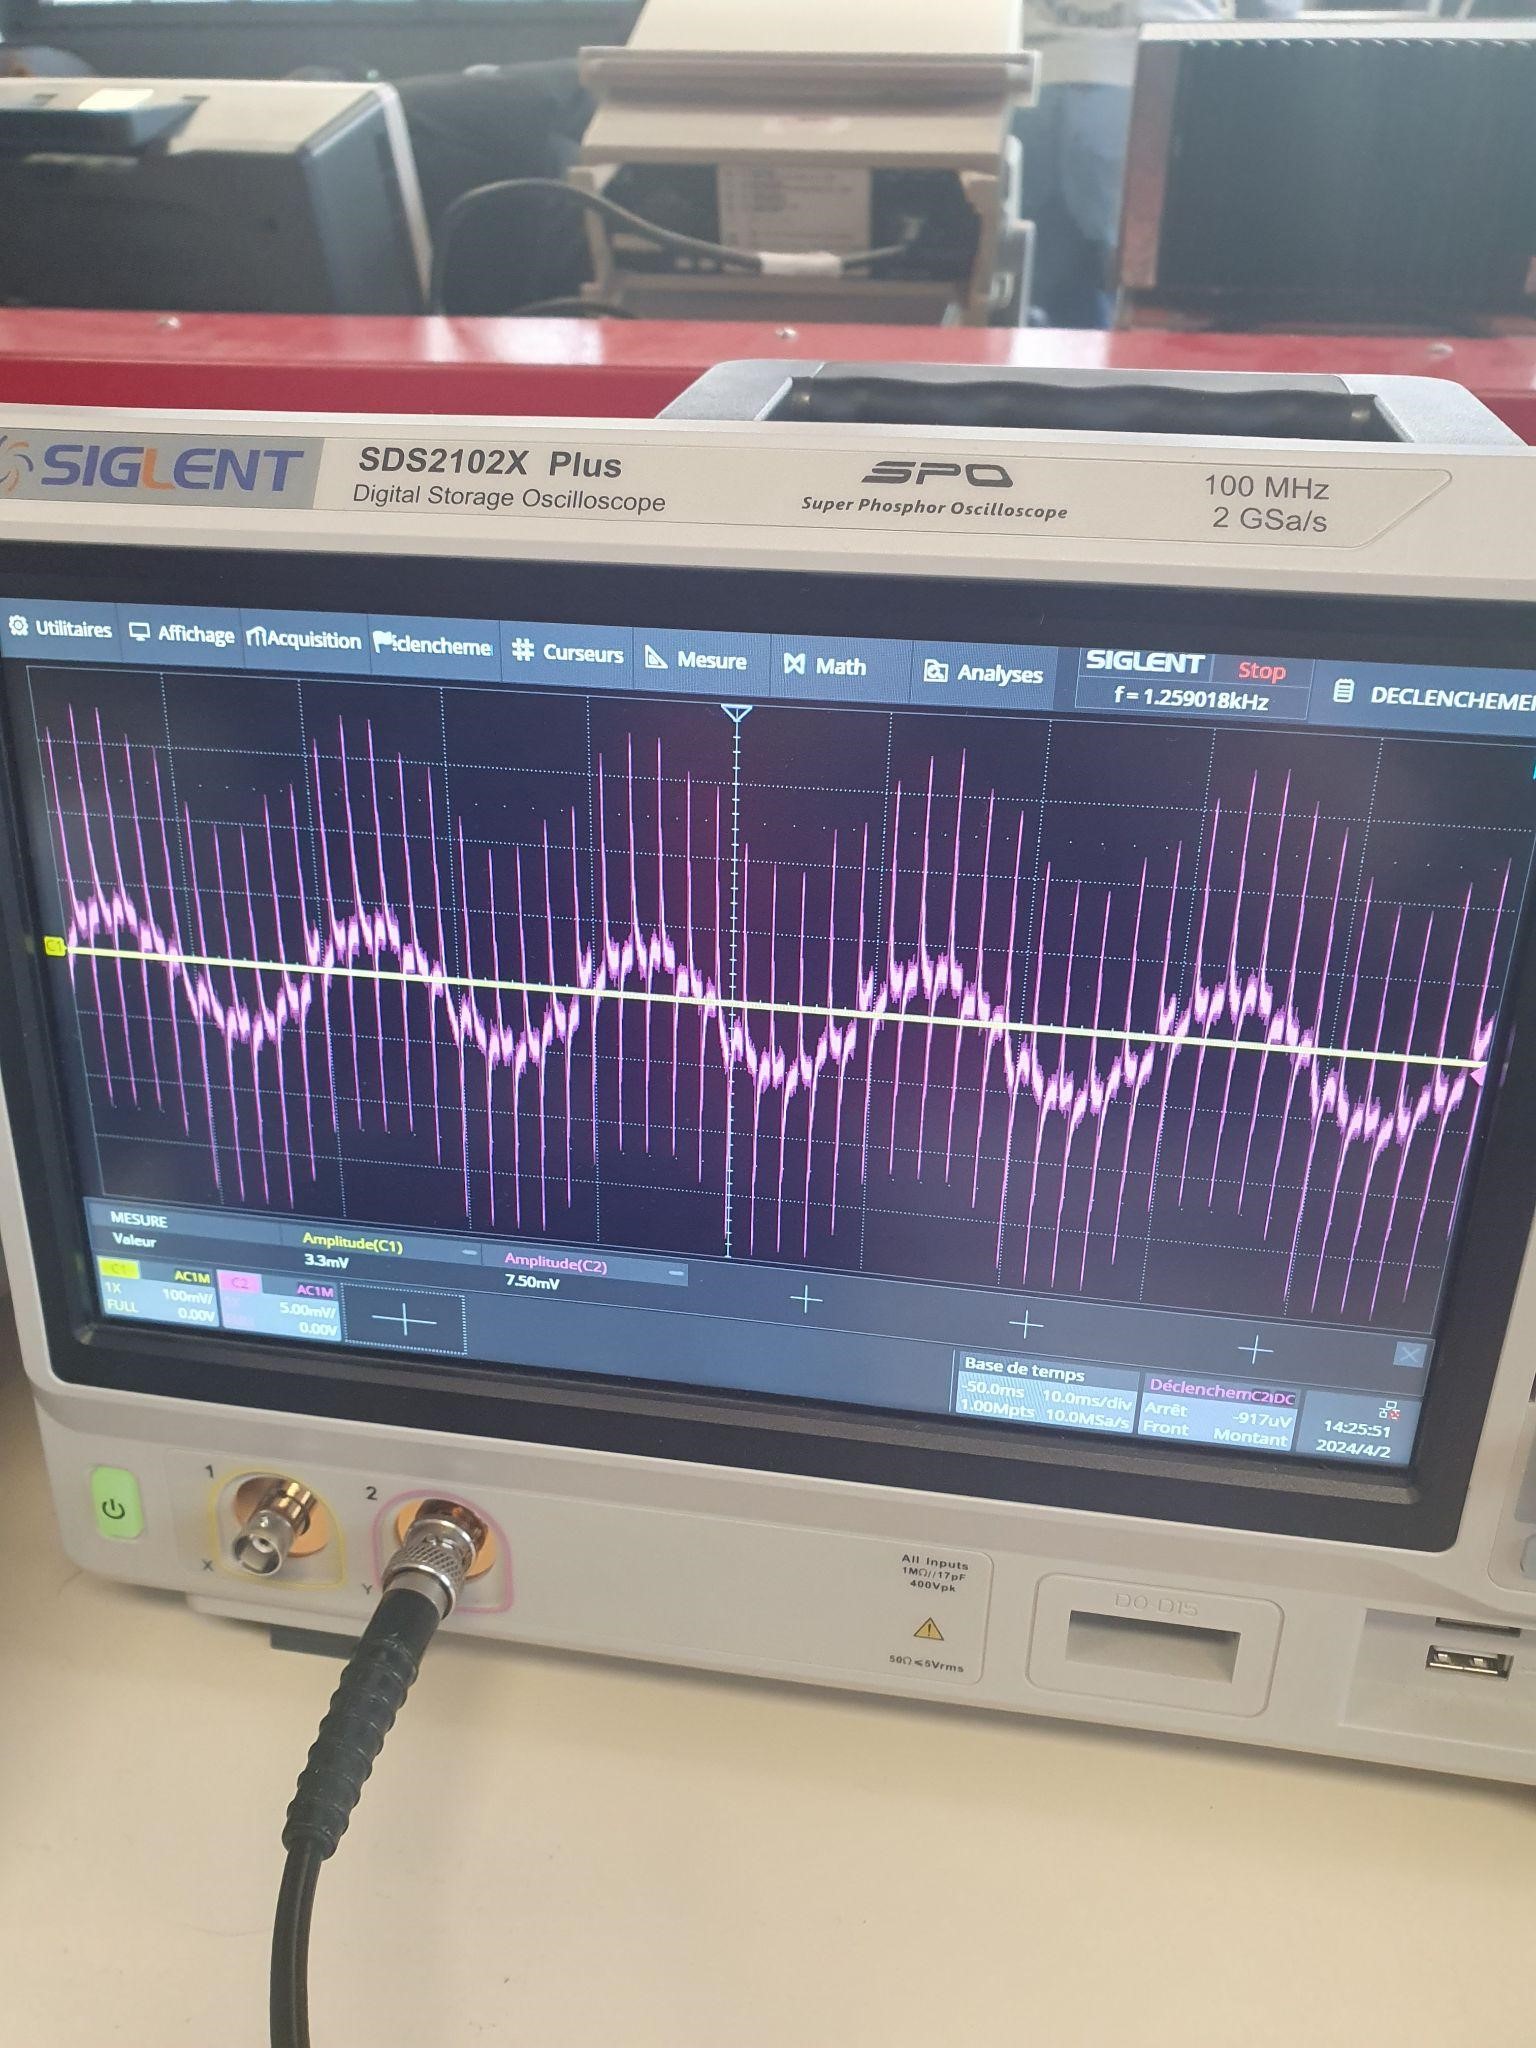 SIGLENT
SDS2102X Plus
Digital Storage Oscilloscope
SPO
Super Phosphor Oscilloscope
100 MHz
2 GSa/s
Utilitaires
Affichage
Acquisition
clencheme
Curseurs
Mesure
Math
Analyses
SIGLENT
Stop
f = 1.259018kHz
DECLENCHEME
C1
MESURE
Valeur
Amplitude(C1)
3.3mV
Amplitude(C2)
7.50mV
C1
AC1M
1X
100mV/
FULL
0.00V
C2
AC1M
5.00mV/
0.00V
Base de temps
-50.0ms 10.0ms/div
1.00Mpts 10.0MSa/s
Déclenchem C2 DC
Arrêt -917uV
Front Montant
14:25:51
2024/4/2
1
X
2
Y
All Inputs
1MΩ//17pF
400Vpk
50Ω⩽5Vrms
D0-D15